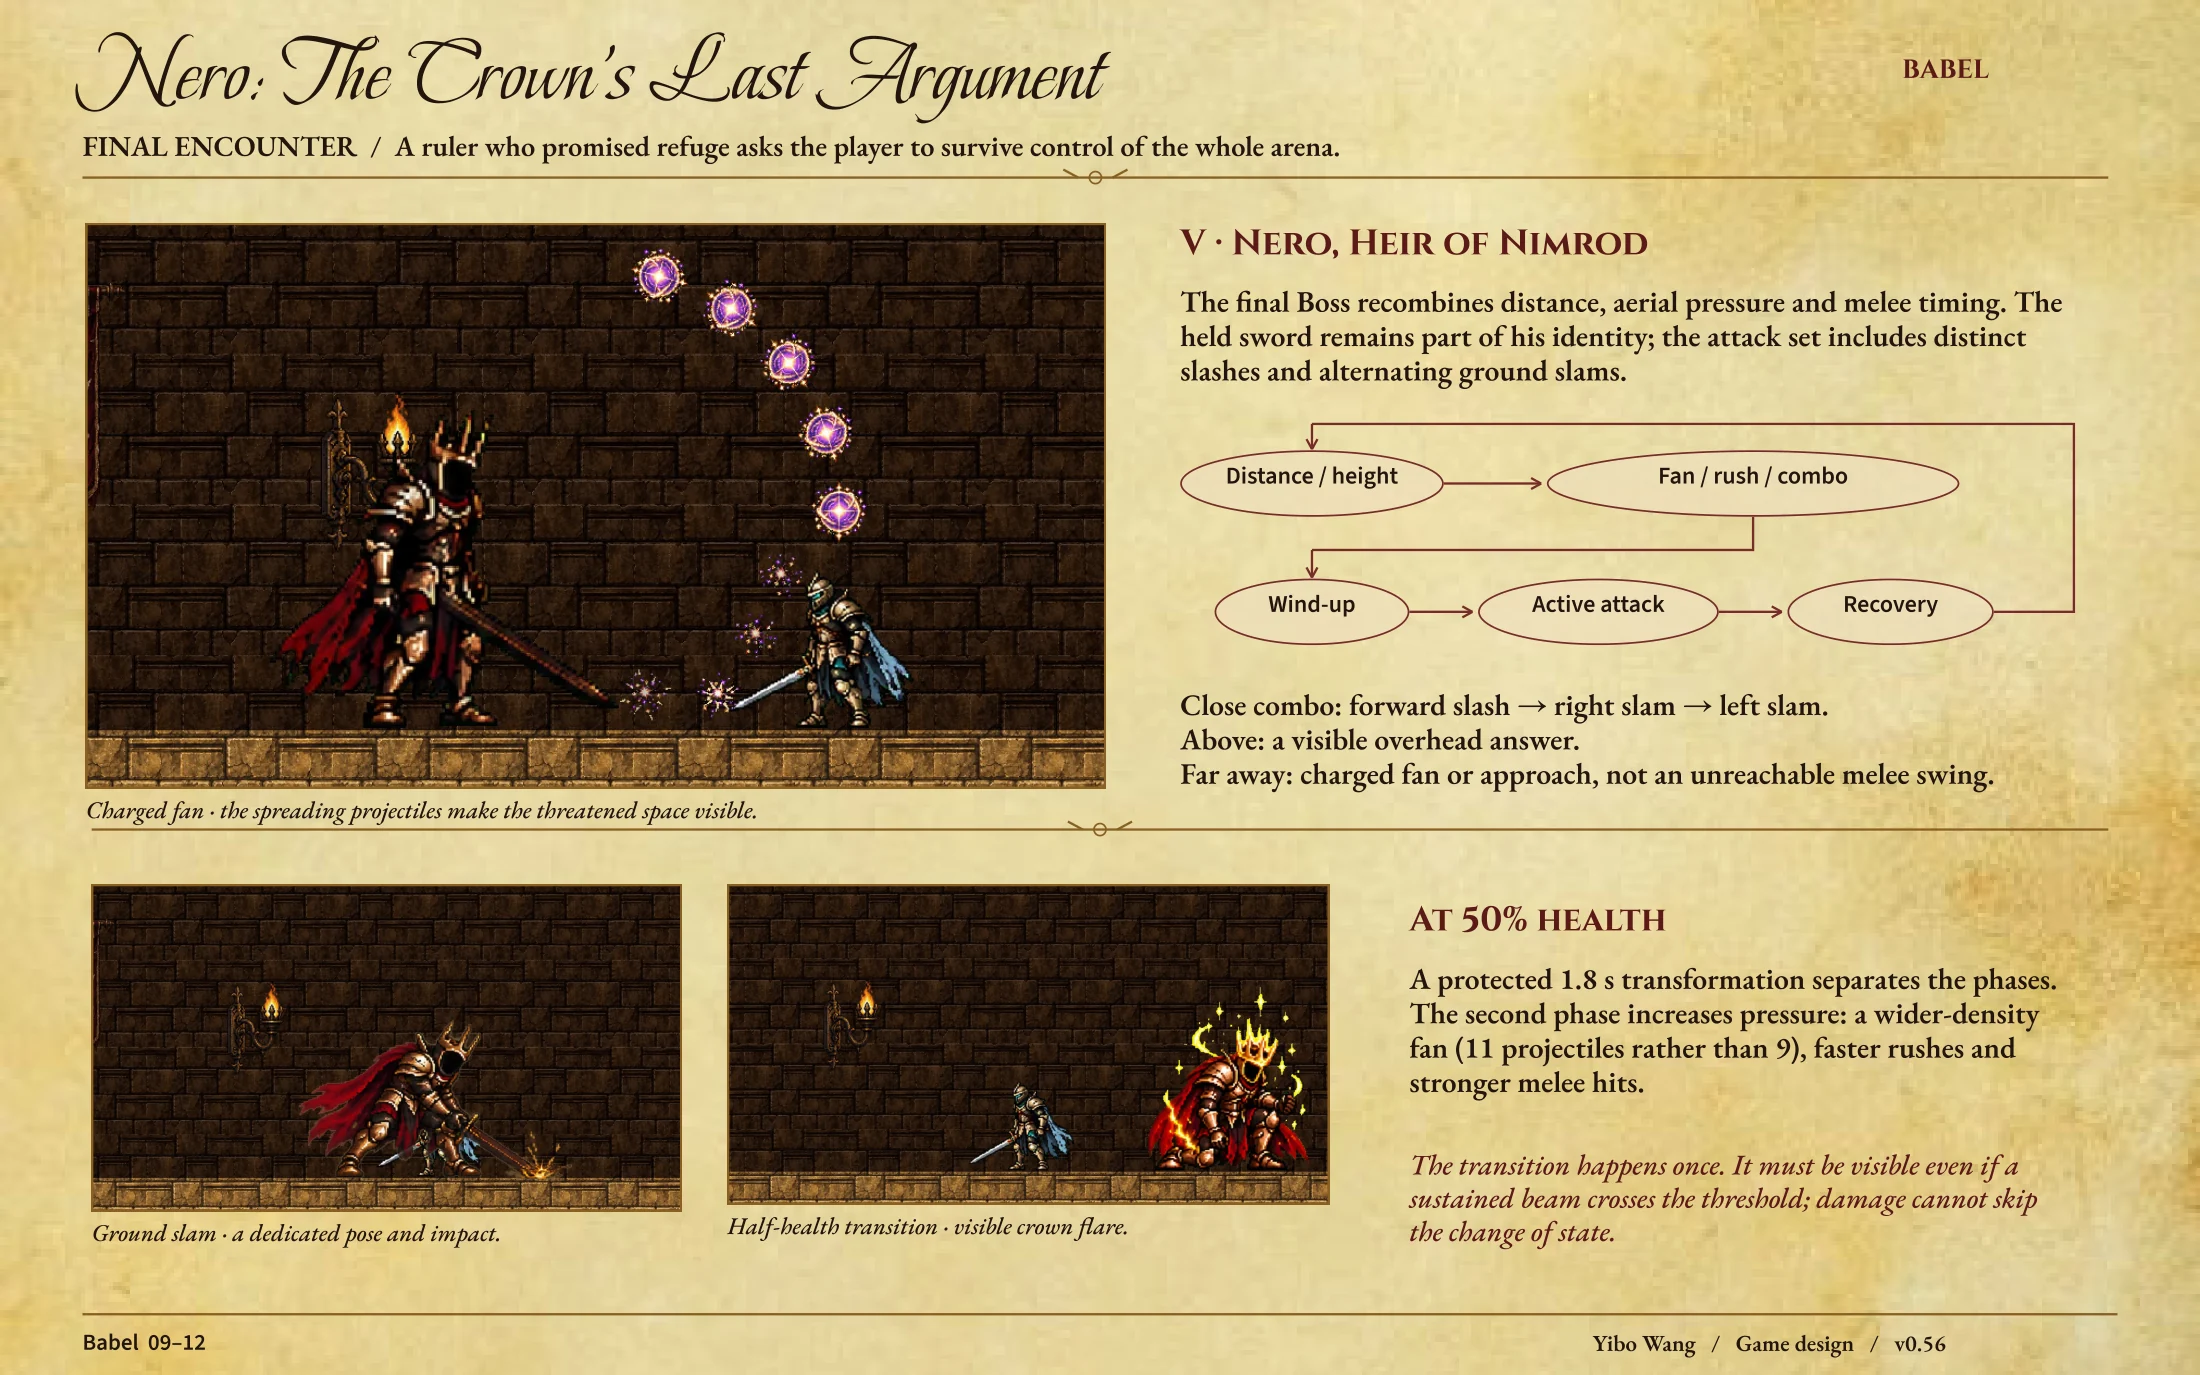 Nero: The Crown's Last Argument
BABEL
FINAL ENCOUNTER / A ruler who promised refuge asks the player to survive control of the whole arena.
V · NERO, HEIR OF NIMROD
The final Boss recombines distance, aerial pressure and melee timing. The
held sword remains part of his identity; the attack set includes distinct
slashes and alternating ground slams.
Distance / height
Fan / rush / combo
Wind-up
Active attack
Recovery
Close combo: forward slash → right slam → left slam.
Above: a visible overhead answer.
Far away: charged fan or approach, not an unreachable melee swing.
Charged fan · the spreading projectiles make the threatened space visible.
Ground slam · a dedicated pose and impact.
Half-health transition · visible crown flare.
AT 50% HEALTH
A protected 1.8 s transformation separates the phases.
The second phase increases pressure: a wider-density
fan (11 projectiles rather than 9), faster rushes and
stronger melee hits.
The transition happens once. It must be visible even if a
sustained beam crosses the threshold; damage cannot skip
the change of state.
Babel 09–12
Yibo Wang / Game design / v0.56